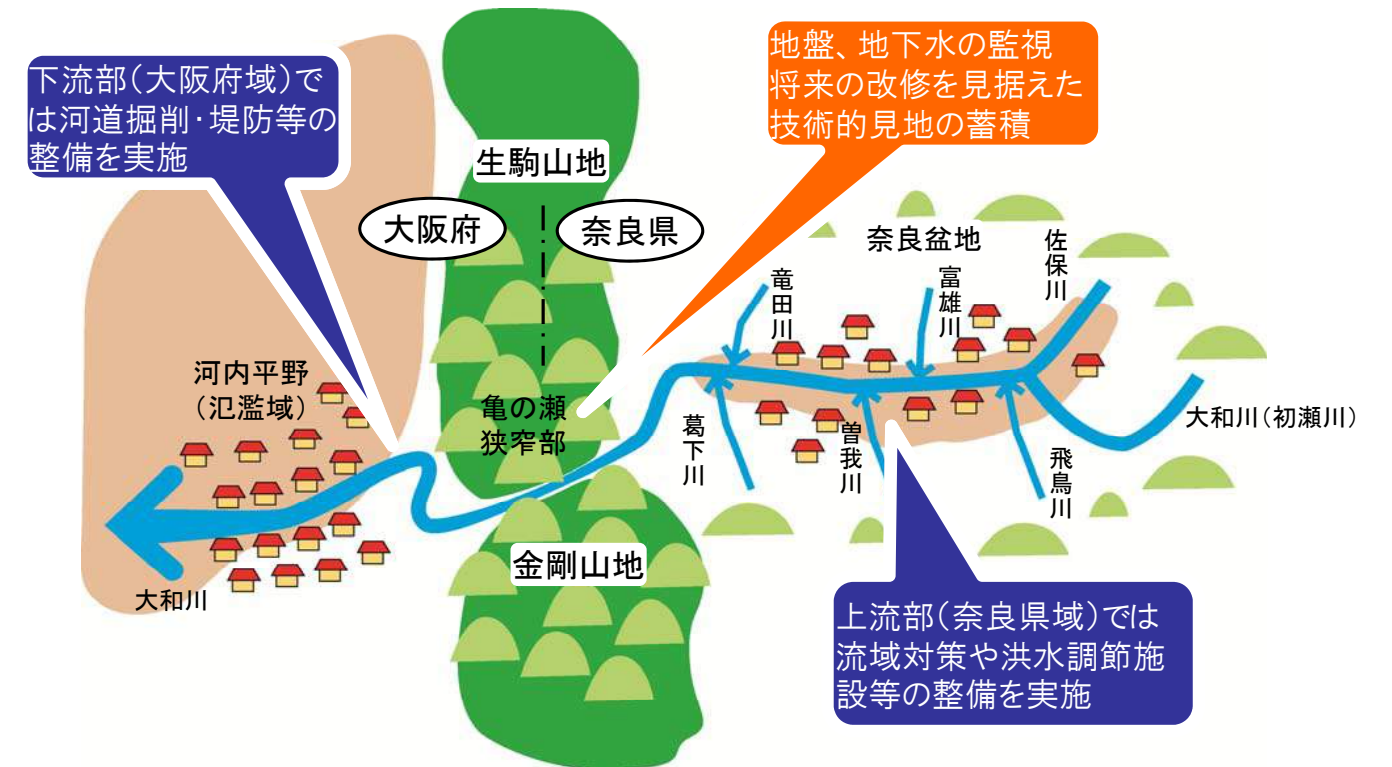 下流部（大阪府域）で
は河道掘削・堤防等の
整備を実施
地盤、地下水の監視
将来の改修を見据えた
技術的見地の蓄積
生駒山地
大阪府
奈良県
奈良盆地
佐保川
竜田川
富雄川
河内平野
（氾濫域）
亀の瀬
狭窄部
葛下川
曽我川
飛鳥川
大和川（初瀬川）
金剛山地
大和川
上流部（奈良県域）では
流域対策や洪水調節施
設等の整備を実施